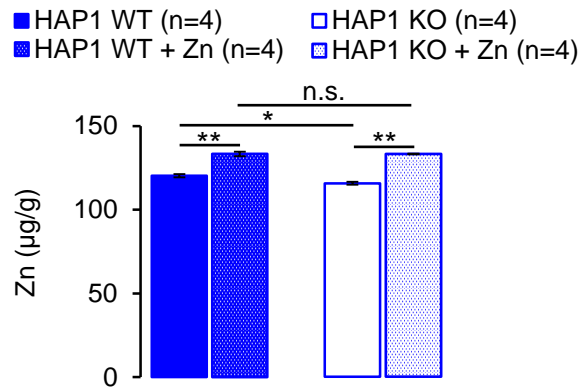 HAP1 WT (n=4) HAP1 KO (n=4)
HAP1 WT + Zn (n=4) HAP1 KO + Zn (n=4)
n.s.
*
** **
150
100
50
0
Zn (µg/g)